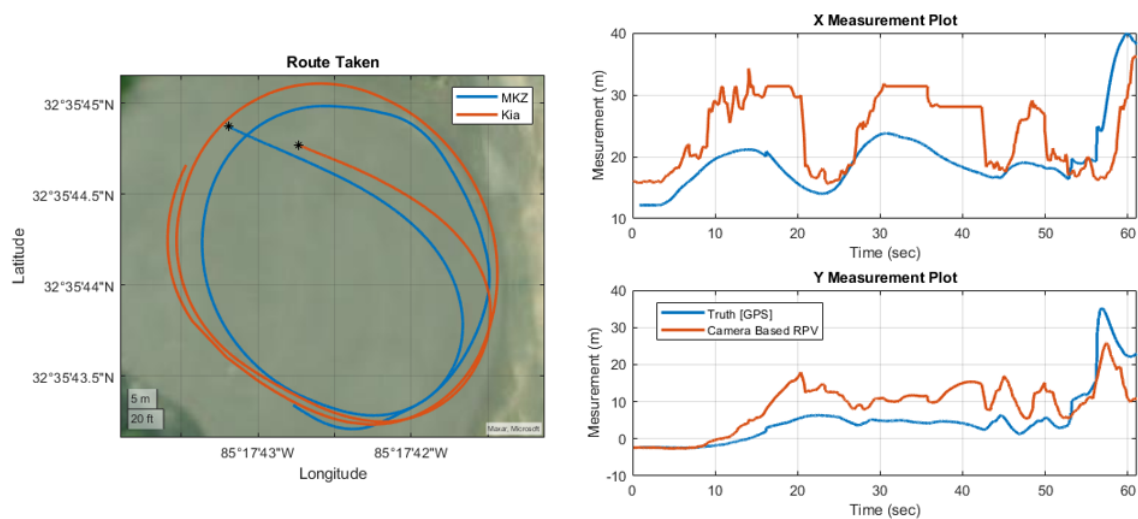 Route Taken
MKZ
Kia
32°35'45"N
32°35'44.5"N
32°35'44"N
32°35'43.5"N
Latitude
5 m
20 ft
Maxar, Microsoft
85°17'43"W
85°17'42"W
Longitude
X Measurement Plot
40
30
20
10
Mesurement (m)
0
10
20
30
40
50
60
Time (sec)
Y Measurement Plot
Truth [GPS]
Camera Based RPV
40
30
20
10
0
-10
Measurement (m)
0
10
20
30
40
50
60
Time (sec)